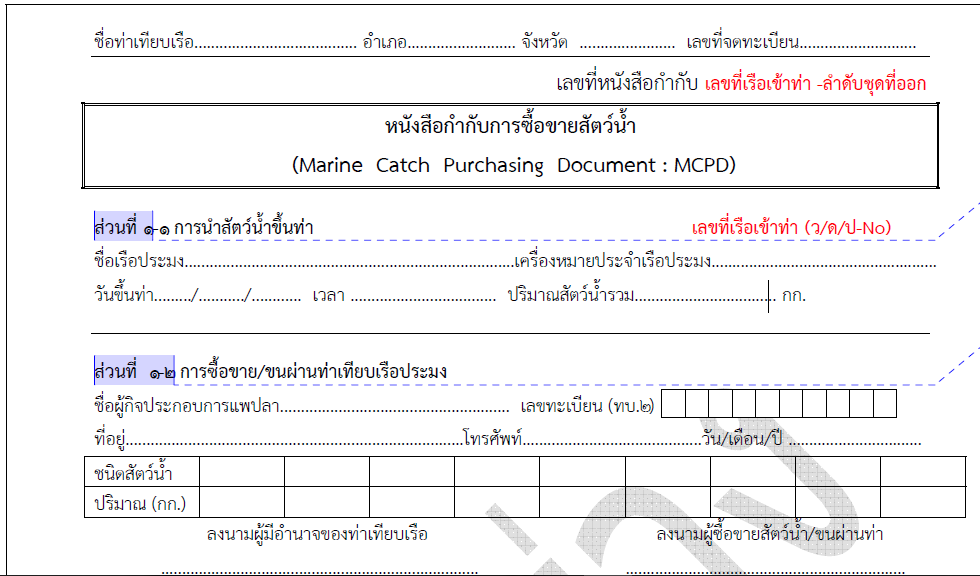 ชื่อท่าเทียบเรือ...................................... อำเภอ......................... จังหวัด ....................... เลขที่จดทะเบียน............................
เลขที่หนังสือกำกับ เลขที่เรือเข้าท่า -ลำดับชุดที่ออก
หนังสือกำกับการซื้อขายสัตว์น้ำ
(Marine Catch Purchasing Document : MCPD)
ส่วนที่ ๑-๑ การนำสัตว์น้ำขึ้นท่า เลขที่เรือเข้าท่า (ว/ด/ป-No)
ชื่อเรือประมง...............................................................................เครื่องหมายประจำเรือประมง......................................................
วันขึ้นท่า........./.........../............ เวลา ................................... ปริมาณสัตว์น้ำรวม.................................. กก.
ส่วนที่ ๑-๒ การซื้อขาย/ขนผ่านท่าเทียบเรือประมง
ชื่อผู้กิจประกอบการแพปลา....................................................... เลขทะเบียน (ทบ.๒)
ที่อยู่.................................................................................โทรศัพท์...........................................วัน/เดือน/ปี ................................
ชนิดสัตว์น้ำ
ปริมาณ (กก.)
ลงนามผู้มีอำนาจของท่าเทียบเรือ ลงนามผู้ซื้อขายสัตว์น้ำ/ขนผ่านท่า
............................................................................ ...................................................................